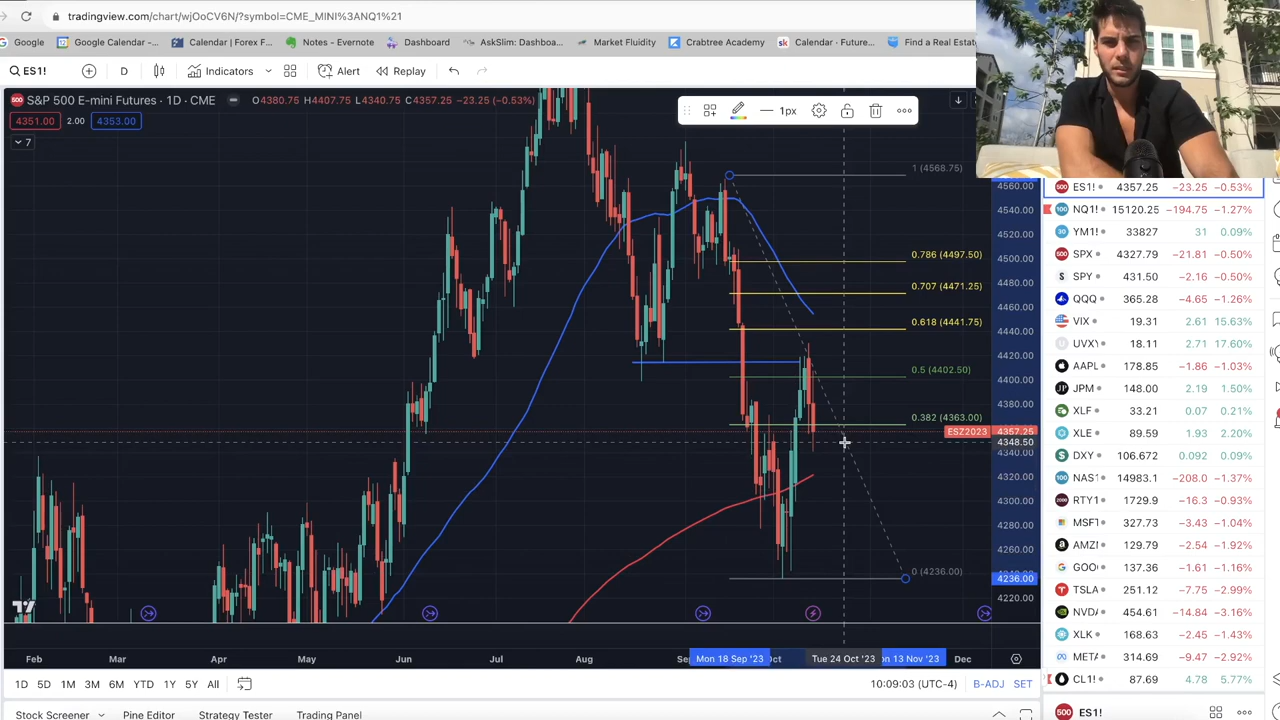 tradingview.com/chart/wjOoCV6N/?symbol=CME_MINI%3ANQ1%21
Google
Google Calendar -...
Calendar | Forex F...
Notes - Evernote
Dashboard
AskSlim: Dashboa...
Market Fluidity
Crabtree Academy
Calendar · Future...
Find a Real Estate
ES1!
D
Indicators
Alert
Replay
S&P 500 E-mini Futures · 1D · CME
O4380.75 H4407.75 L4340.75 C4357.25 −23.25 (−0.53%)
4351.00 2.00 4353.00
7
1px
1 (4568.75)
0.786 (4497.50)
0.707 (4471.25)
0.618 (4441.75)
0.5 (4402.50)
0.382 (4363.00)
0 (4236.00)
4560.00
4540.00
4520.00
4500.00
4480.00
4460.00
4440.00
4420.00
4400.00
4380.00
ESZ2023 4357.25
4348.50
4340.00
4320.00
4300.00
4280.00
4260.00
4236.00
4220.00
Feb Mar Apr May Jun Jul Aug Mon 18 Sep '23 Tue 24 Oct '23 13 Nov '23 Dec
1D 5D 1M 3M 6M YTD 1Y 5Y All
10:09:03 (UTC-4) B-ADJ SET
Stock Screener Pine Editor Strategy Tester Trading Panel
ES1! 4357.25 −23.25 −0.53%
NQ1! 15120.25 −194.75 −1.27%
YM1! 33827 31 0.09%
SPX 4327.79 −21.81 −0.50%
SPY 431.50 −2.16 −0.50%
QQQ 365.28 −4.65 −1.26%
VIX 19.31 2.61 15.63%
UVXY 18.11 2.71 17.60%
AAPL 178.85 −1.86 −1.03%
JPM 148.00 2.19 1.50%
XLF 33.21 0.07 0.21%
XLE 89.59 1.93 2.20%
DXY 106.672 0.092 0.09%
NAS1 14983.1 −208.0 −1.37%
RTY1 1729.9 −16.3 −0.93%
MSFT 327.73 −3.43 −1.04%
AMZN 129.79 −2.54 −1.92%
GOO 137.36 −1.61 −1.16%
TSLA 251.12 −7.75 −2.99%
NVDA 454.61 −14.84 −3.16%
XLK 168.63 −2.45 −1.43%
META 314.69 −9.47 −2.92%
CL1! 87.69 4.78 5.77%
ES1!